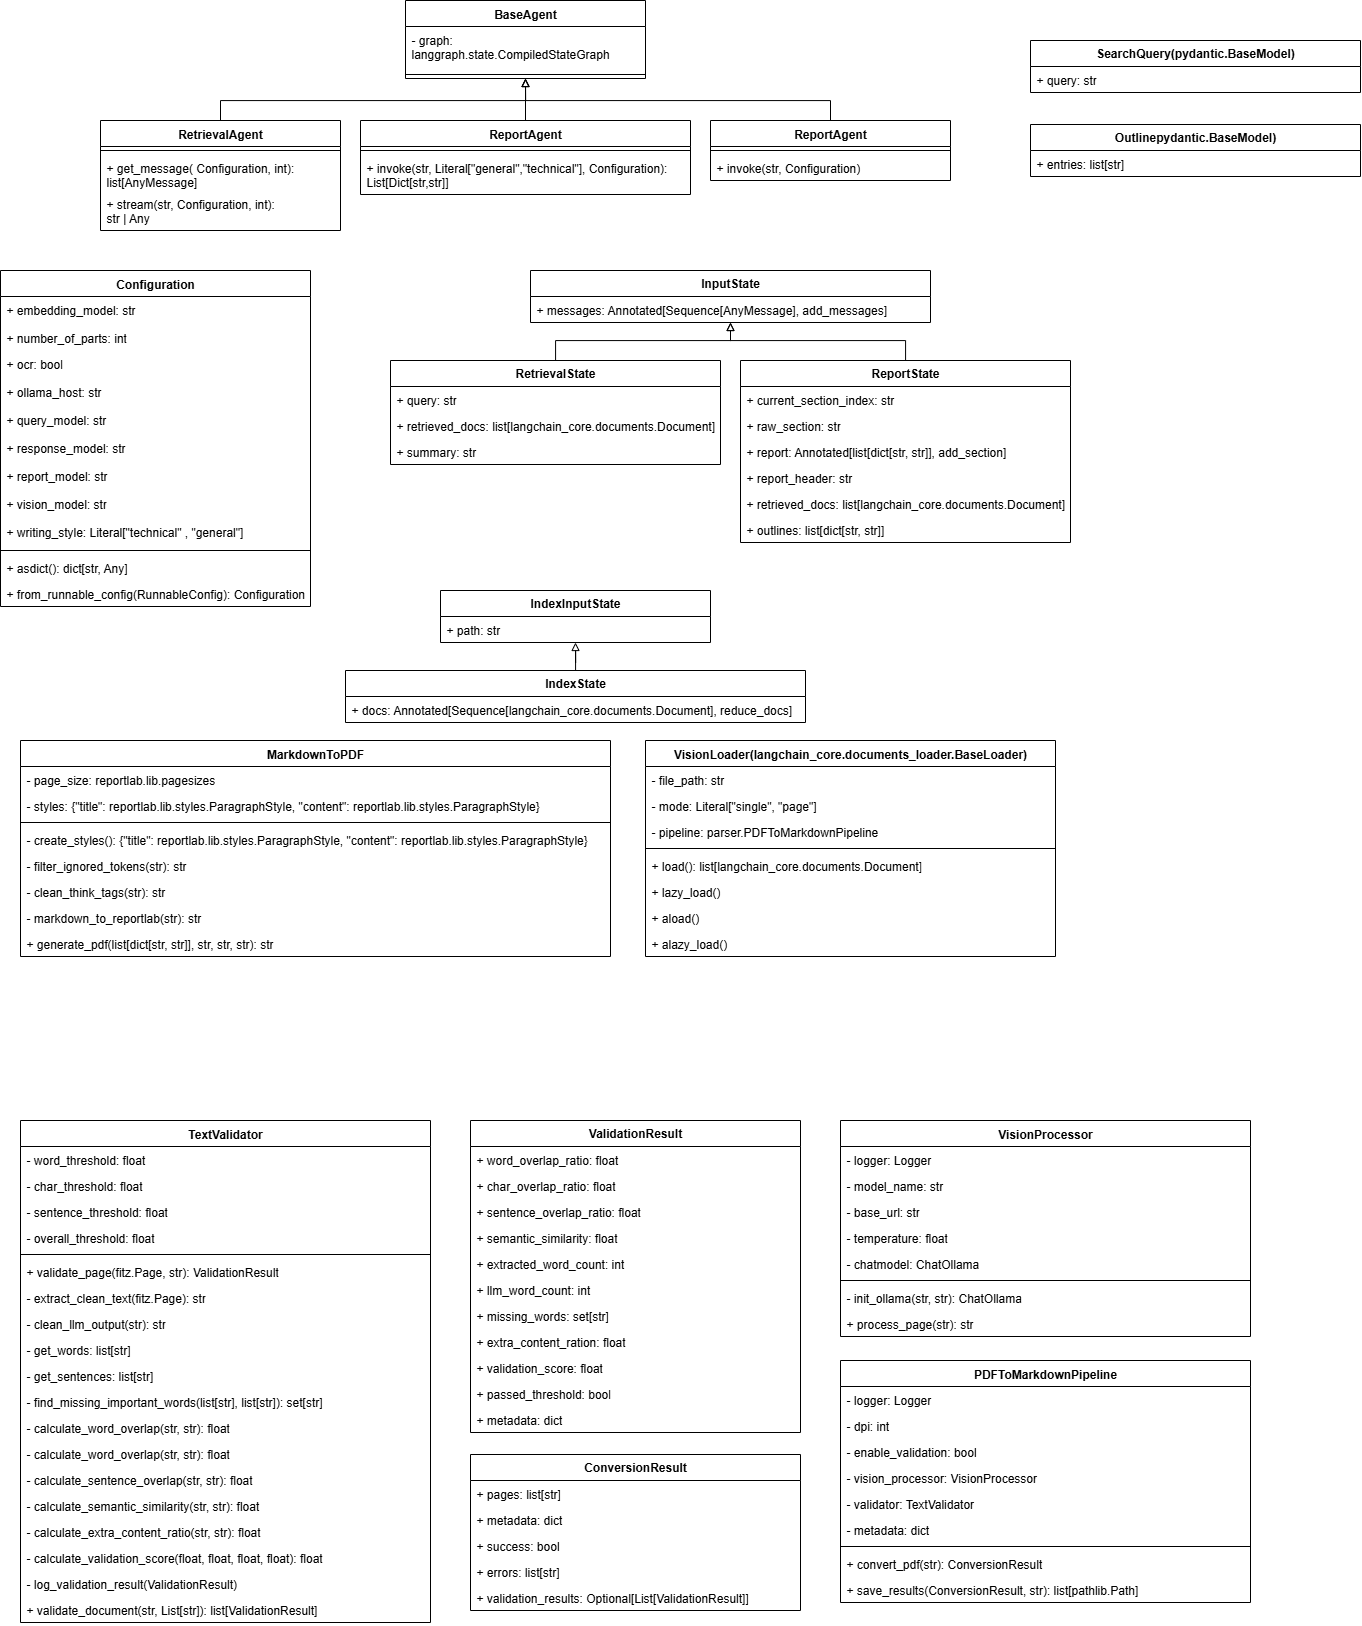 BaseAgent
- graph:
langgraph.state.CompiledStateGraph
SearchQuery(pydantic.BaseModel)
+ query: str
Outlinepydantic.BaseModel)
+ entries: list[str]
RetrievalAgent
+ get_message( Configuration, int):
list[AnyMessage]
+ stream(str, Configuration, int):
str | Any
ReportAgent
+ invoke(str, Literal["general","technical"], Configuration):
List[Dict[str,str]]
ReportAgent
+ invoke(str, Configuration)
Configuration
+ embedding_model: str
+ number_of_parts: int
+ ocr: bool
+ ollama_host: str
+ query_model: str
+ response_model: str
+ report_model: str
+ vision_model: str
+ writing_style: Literal["technical" , "general"]
+ asdict(): dict[str, Any]
+ from_runnable_config(RunnableConfig): Configuration
InputState
+ messages: Annotated[Sequence[AnyMessage], add_messages]
RetrievalState
+ query: str
+ retrieved_docs: list[langchain_core.documents.Document]
+ summary: str
ReportState
+ current_section_index: str
+ raw_section: str
+ report: Annotated[list[dict[str, str]], add_section]
+ report_header: str
+ retrieved_docs: list[langchain_core.documents.Document]
+ outlines: list[dict[str, str]]
IndexInputState
+ path: str
IndexState
+ docs: Annotated[Sequence[langchain_core.documents.Document], reduce_docs]
MarkdownToPDF
- page_size: reportlab.lib.pagesizes
- styles: {"title": reportlab.lib.styles.ParagraphStyle, "content": reportlab.lib.styles.ParagraphStyle}
- create_styles(): {"title": reportlab.lib.styles.ParagraphStyle, "content": reportlab.lib.styles.ParagraphStyle}
- filter_ignored_tokens(str): str
- clean_think_tags(str): str
- markdown_to_reportlab(str): str
+ generate_pdf(list[dict[str, str]], str, str, str): str
VisionLoader(langchain_core.documents_loader.BaseLoader)
- file_path: str
- mode: Literal["single", "page"]
- pipeline: parser.PDFToMarkdownPipeline
+ load(): list[langchain_core.documents.Document]
+ lazy_load()
+ aload()
+ alazy_load()
TextValidator
- word_threshold: float
- char_threshold: float
- sentence_threshold: float
- overall_threshold: float
+ validate_page(fitz.Page, str): ValidationResult
- extract_clean_text(fitz.Page): str
- clean_llm_output(str): str
- get_words: list[str]
- get_sentences: list[str]
- find_missing_important_words(list[str], list[str]): set[str]
- calculate_word_overlap(str, str): float
- calculate_word_overlap(str, str): float
- calculate_sentence_overlap(str, str): float
- calculate_semantic_similarity(str, str): float
- calculate_extra_content_ratio(str, str): float
- calculate_validation_score(float, float, float, float): float
- log_validation_result(ValidationResult)
+ validate_document(str, List[str]): list[ValidationResult]
ValidationResult
+ word_overlap_ratio: float
+ char_overlap_ratio: float
+ sentence_overlap_ratio: float
+ semantic_similarity: float
+ extracted_word_count: int
+ llm_word_count: int
+ missing_words: set[str]
+ extra_content_ration: float
+ validation_score: float
+ passed_threshold: bool
+ metadata: dict
ConversionResult
+ pages: list[str]
+ metadata: dict
+ success: bool
+ errors: list[str]
+ validation_results: Optional[List[ValidationResult]]
VisionProcessor
- logger: Logger
- model_name: str
- base_url: str
- temperature: float
- chatmodel: ChatOllama
- init_ollama(str, str): ChatOllama
+ process_page(str): str
PDFToMarkdownPipeline
- logger: Logger
- dpi: int
- enable_validation: bool
- vision_processor: VisionProcessor
- validator: TextValidator
- metadata: dict
+ convert_pdf(str): ConversionResult
+ save_results(ConversionResult, str): list[pathlib.Path]